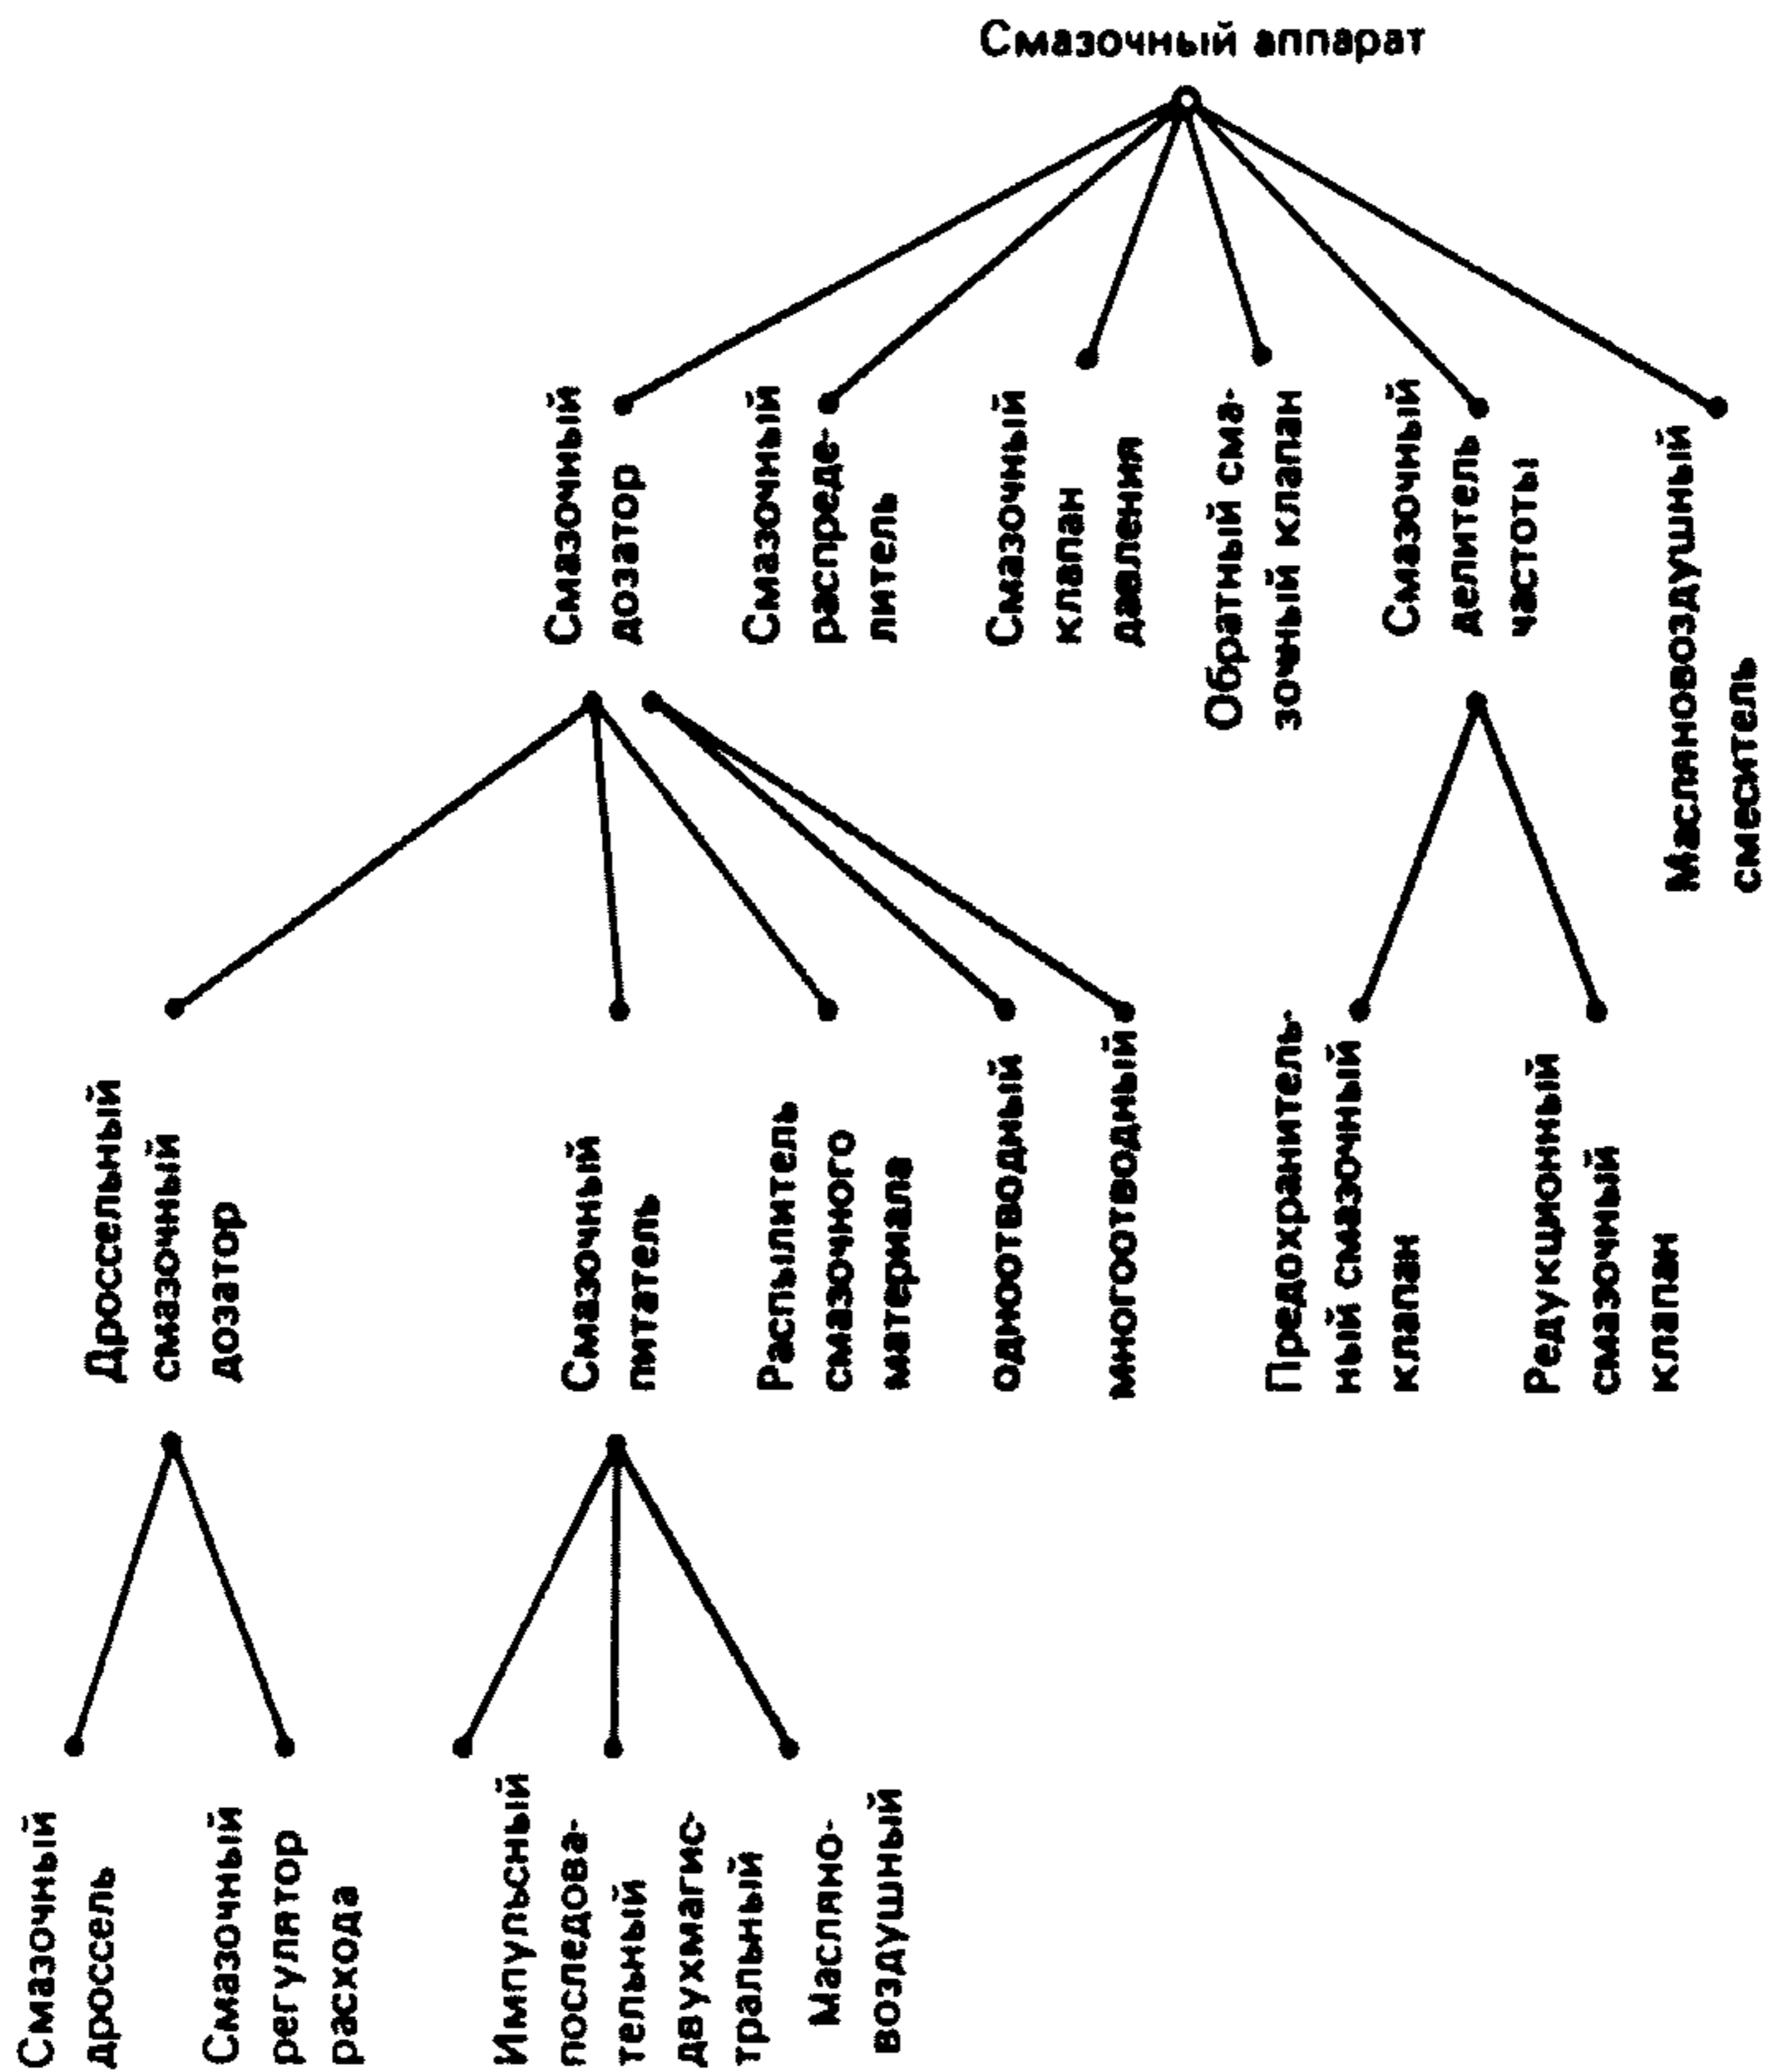 Смазочный аппарат
Смазочный
дозатор
Смазочный
распреде-
литель
Смазочный
клапан
давления
Обратный сма-
зочный клапан
Смазочный
делитель
частоты
Масляновоздушный
смеситель
Дроссельный
смазочный
дозатор
Смазочный
питатель
Распылитель
смазочного
материала
одноотводный
многоотводный
Предохранитель-
ный смазочный
клапан
Редукционный
смазочный
клапан
Смазочный
дроссель
Смазочный
регулятор
расхода
Импульсный
последова-
тельный
двухмагис-
тральный
Масляно-
воздушный